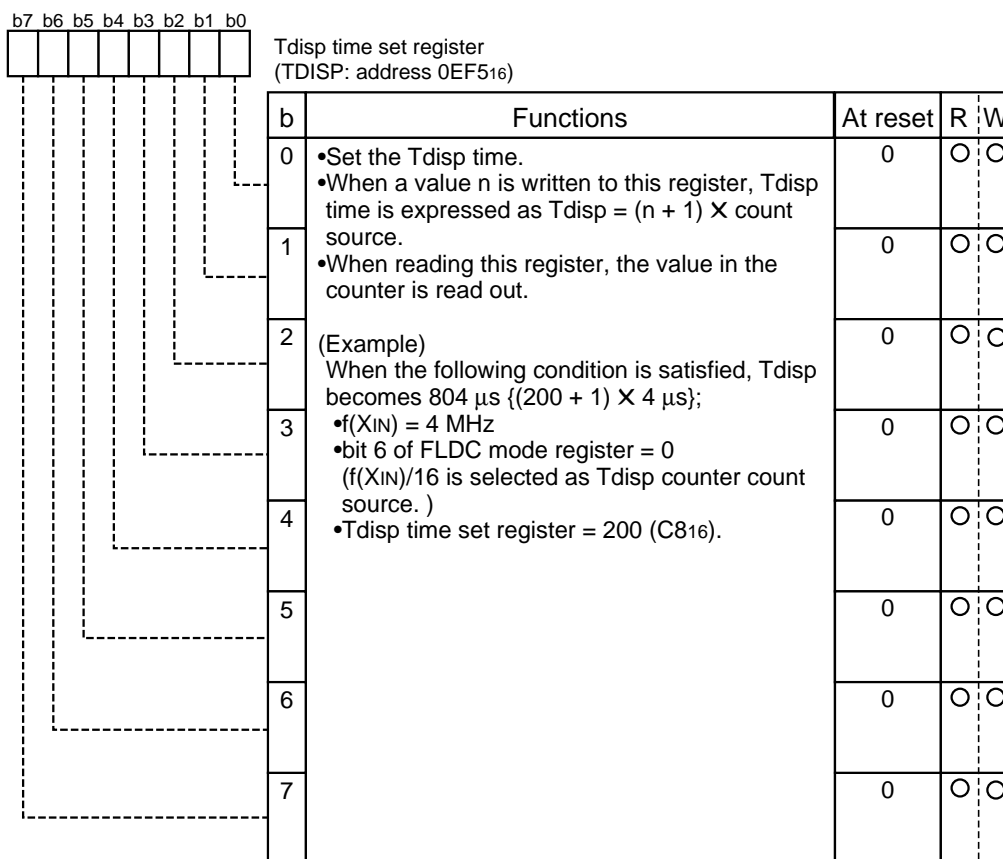 b7 b6 b5 b4 b3 b2 b1 b0
Tdisp time set register
(TDISP: address 0EF516)
b Functions At reset R W
0 •Set the Tdisp time. 0 ○ ○
•When a value n is written to this register, Tdisp
time is expressed as Tdisp = (n + 1) × count
source.
1 0 ○ ○
•When reading this register, the value in the
counter is read out.
2 0 ○ ○
(Example)
When the following condition is satisfied, Tdisp
becomes 804 μs {(200 + 1) × 4 μs};
3 •f(XIN) = 4 MHz 0 ○ ○
•bit 6 of FLDC mode register = 0
(f(XIN)/16 is selected as Tdisp counter count
source. )
4 0 ○ ○
•Tdisp time set register = 200 (C816).
5 0 ○ ○
6 0 ○ ○
7 0 ○ ○